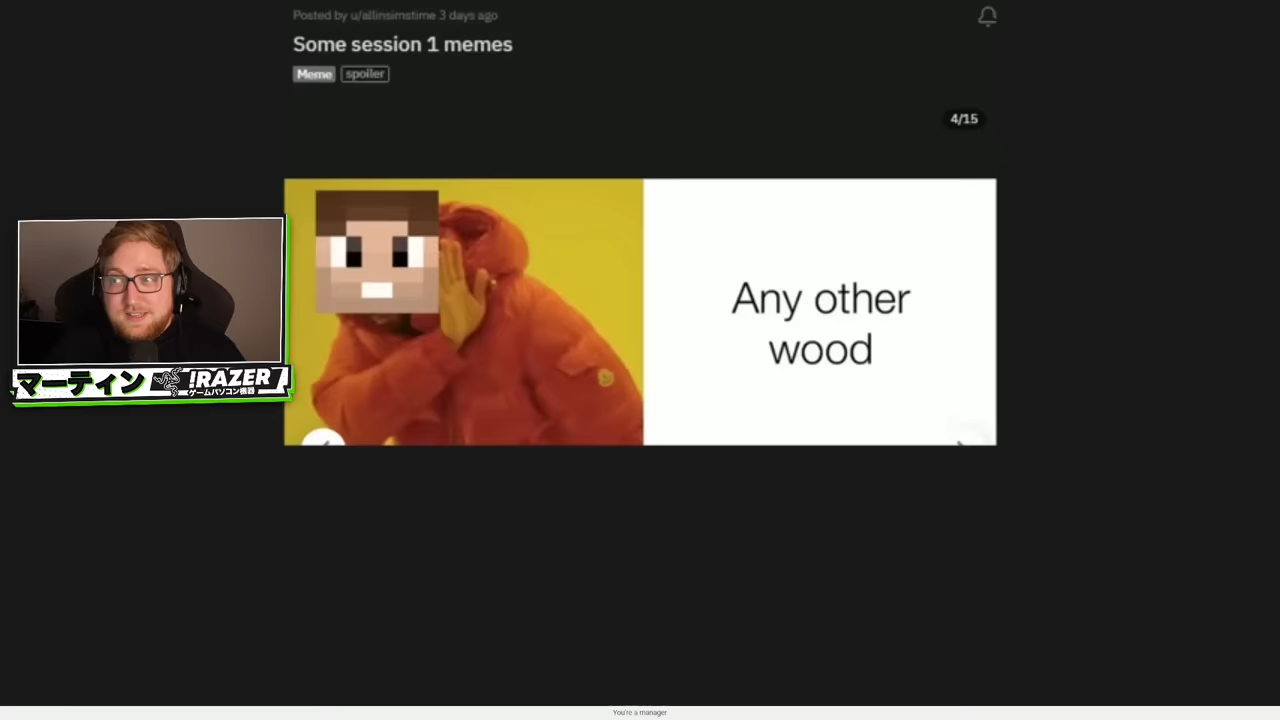 Posted by u/allinsimstime 3 days ago
Some session 1 memes
Meme spoiler
4/15
Any other
wood
マーティン !RAZER
ゲームパソコン機器
You're a manager